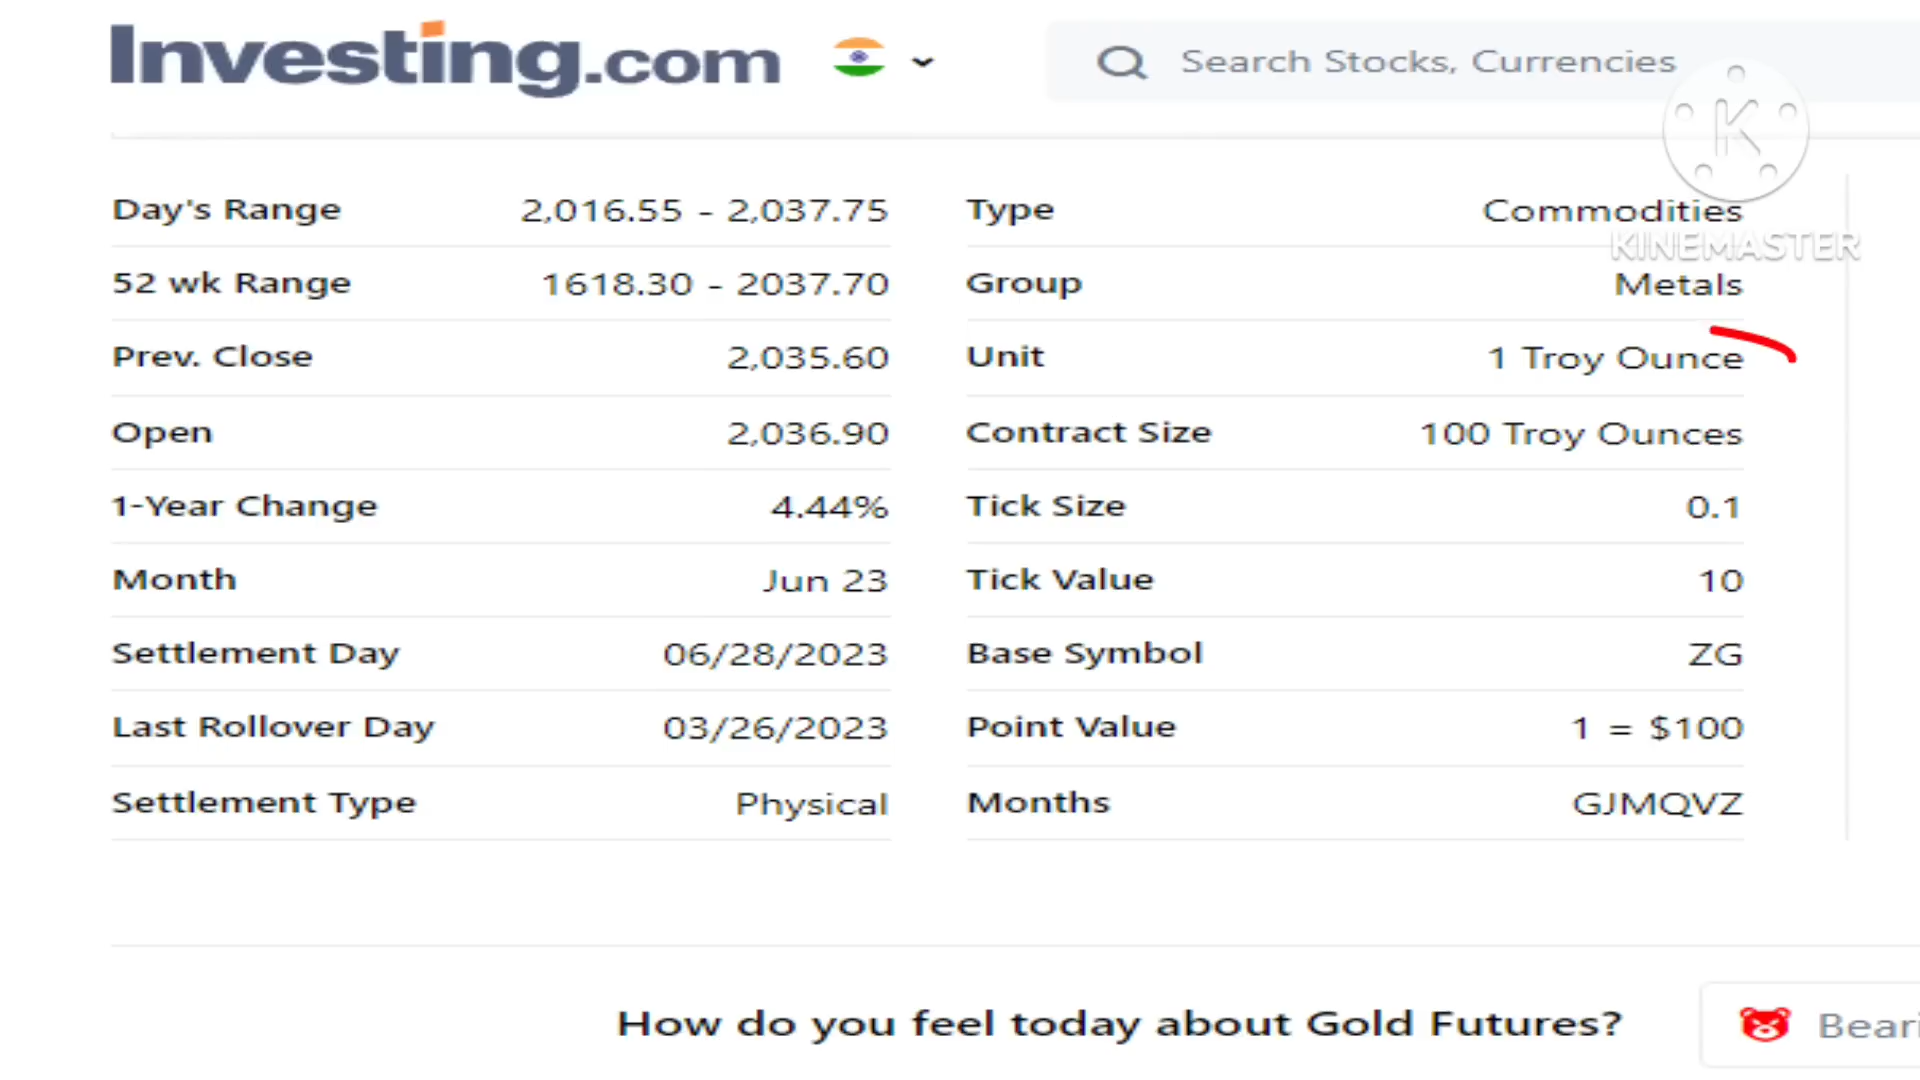 Investing.com
Search Stocks, Currencies
KINEMASTER
Day's Range 2,016.55 - 2,037.75
52 wk Range 1618.30 - 2037.70
Prev. Close 2,035.60
Open 2,036.90
1-Year Change 4.44%
Month Jun 23
Settlement Day 06/28/2023
Last Rollover Day 03/26/2023
Settlement Type Physical
Type Commodities
Group Metals
Unit 1 Troy Ounce
Contract Size 100 Troy Ounces
Tick Size 0.1
Tick Value 10
Base Symbol ZG
Point Value 1 = $100
Months GJMQVZ
How do you feel today about Gold Futures?